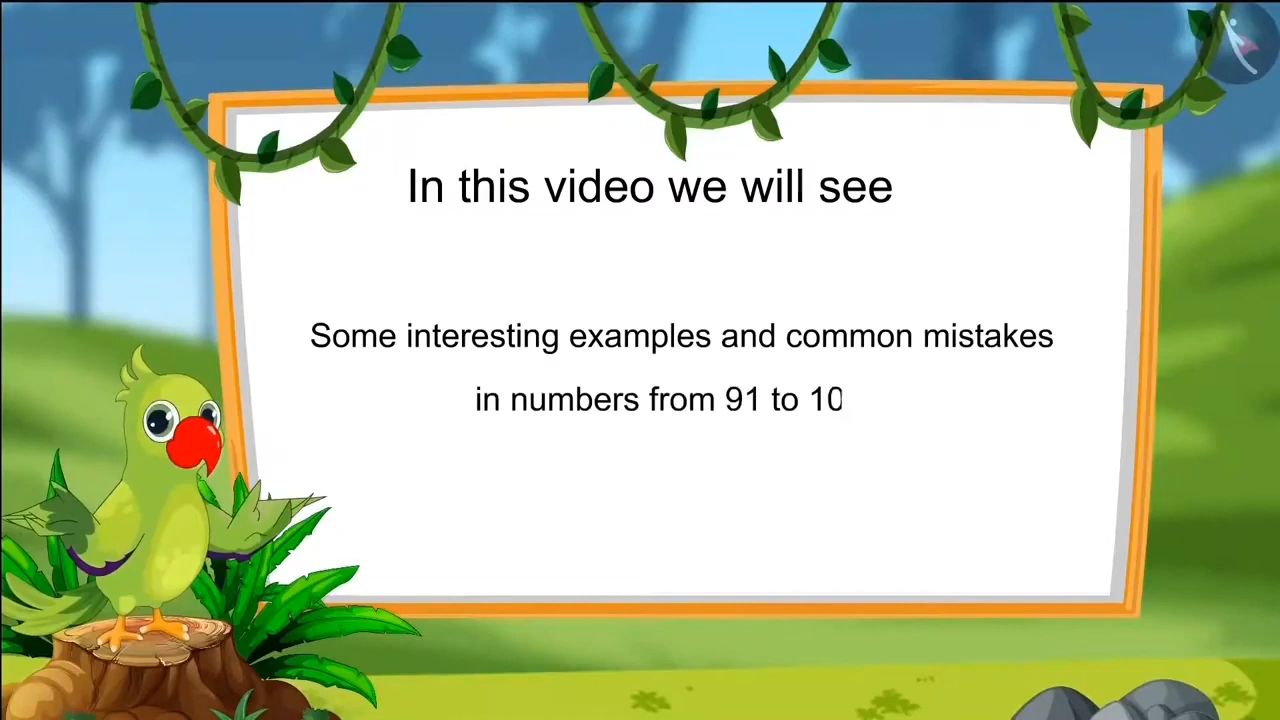 In this video we will see
Some interesting examples and common mistakes
in numbers from 91 to 10